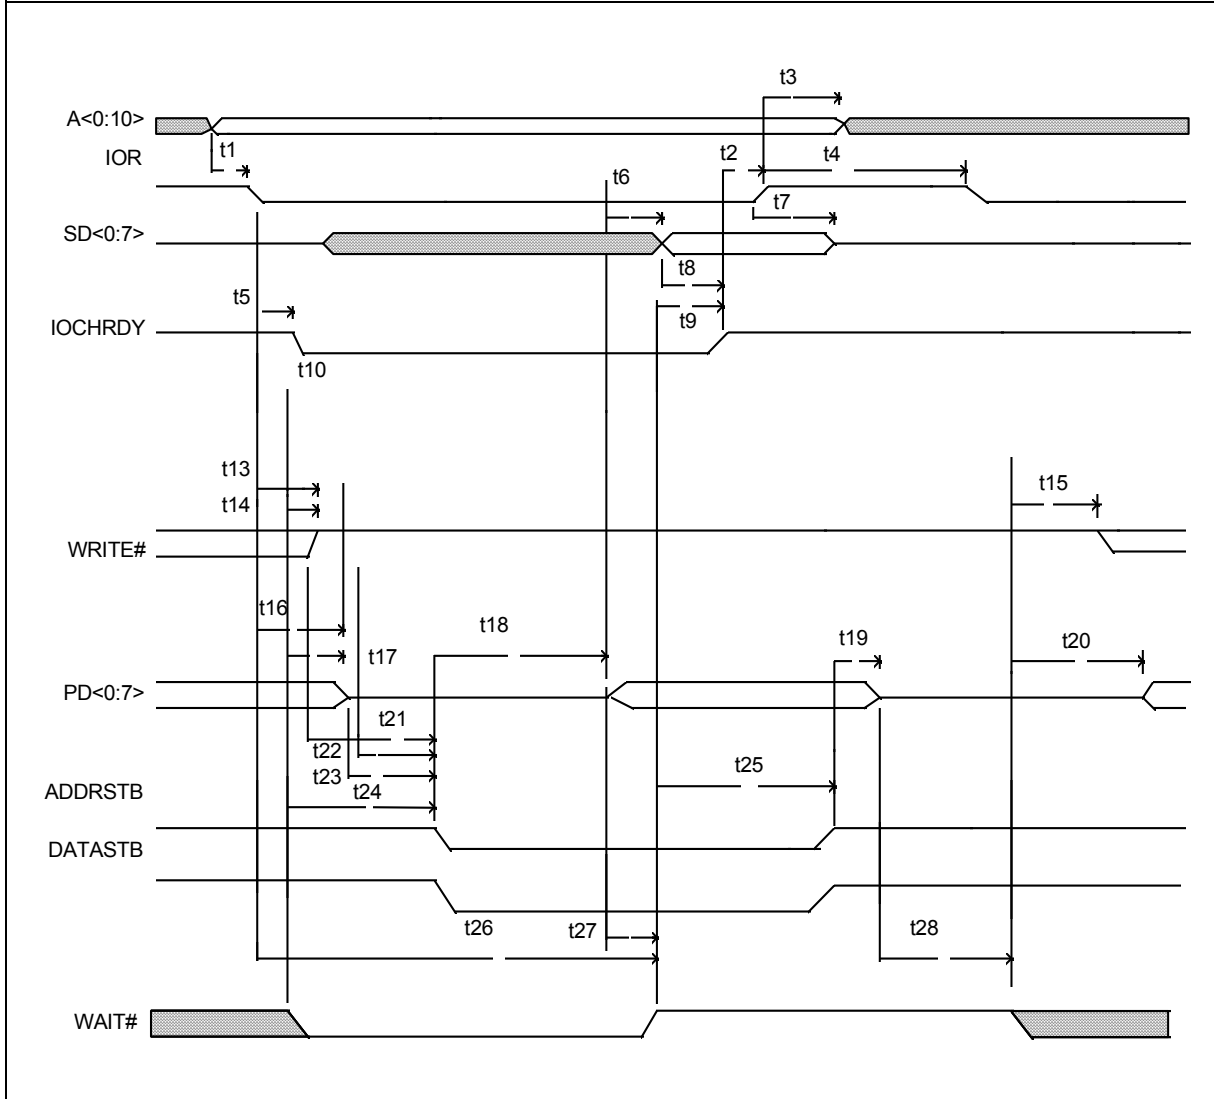 t3
A<0:10>
t1
t2
t4
IOR
t6
t7
SD<0:7>
t8
t5
t9
IOCHRDY
t10
t13
t15
t14
WRITE#
t16
t18
t19
t20
t17
PD<0:7>
t21
t22
t23
t25
t24
ADDRSTB
DATASTB
t26
t27
t28
WAIT#